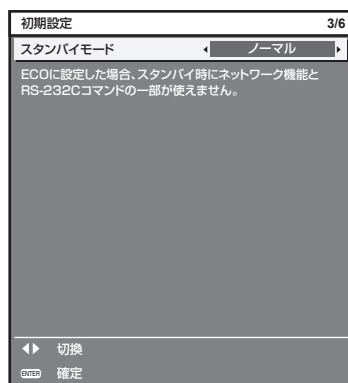 初期設定 3/6
スタンバイモード ノーマル
ECOに設定した場合、スタンバイ時にネットワーク機能と
RS-232Cコマンドの一部が使えません。
切換
ENTER 確定